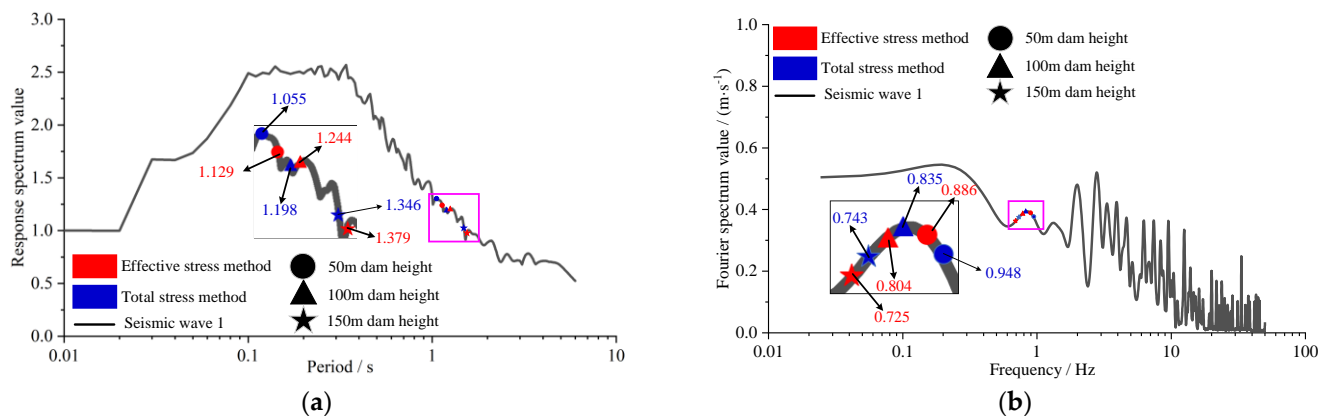 3.0
2.5
2.0
1.5
1.0
0.5
0.0
Response spectrum value
1.055
1.244
1.129
1.198
1.346
1.379
Effective stress method
50m dam height
Total stress method
100m dam height
Seismic wave 1
150m dam height
0.01
0.1
1
10
Period / s
(a)
1.0
0.8
0.6
0.4
0.2
0.0
Fourier spectrum value / (m·s⁻¹)
Effective stress method
50m dam height
Total stress method
100m dam height
Seismic wave 1
150m dam height
0.835
0.886
0.743
0.804
0.948
0.725
0.01
0.1
1
10
100
Frequency / Hz
(b)